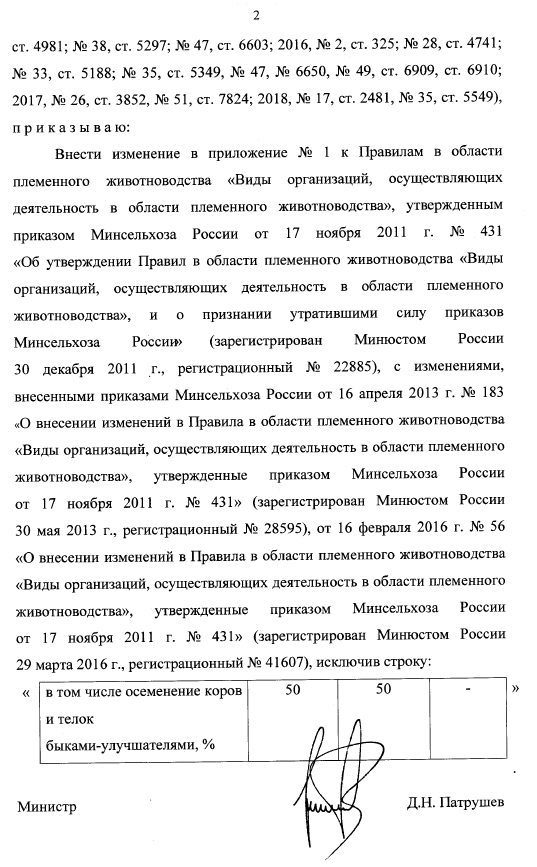 2
ст. 4981; № 38, ст. 5297; № 47, ст. 6603; 2016, № 2, ст. 325; № 28, ст. 4741;
№ 33, ст. 5188; № 35, ст. 5349, № 47, № 6650, № 49, ст. 6909, ст. 6910;
2017, № 26, ст. 3852, № 51, ст. 7824; 2018, № 17, ст. 2481, № 35, ст. 5549),
п р и к а з ы в а ю:
Внести изменение в приложение № 1 к Правилам в области
племенного животноводства «Виды организаций, осуществляющих
деятельность в области племенного животноводства», утвержденным
приказом Минсельхоза России от 17 ноября 2011 г. № 431
«Об утверждении Правил в области племенного животноводства «Виды
организаций, осуществляющих деятельность в области племенного
животноводства», и о признании утратившими силу приказов
Минсельхоза России» (зарегистрирован Минюстом России
30 декабря 2011 г., регистрационный № 22885), с изменениями,
внесенными приказами Минсельхоза России от 16 апреля 2013 г. № 183
«О внесении изменений в Правила в области племенного животноводства
«Виды организаций, осуществляющих деятельность в области племенного
животноводства», утвержденные приказом Минсельхоза России
от 17 ноября 2011 г. № 431» (зарегистрирован Минюстом России
30 мая 2013 г., регистрационный № 28595), от 16 февраля 2016 г. № 56
«О внесении изменений в Правила в области племенного животноводства
«Виды организаций, осуществляющих деятельность в области племенного
животноводства», утвержденные приказом Минсельхоза России
от 17 ноября 2011 г. № 431» (зарегистрирован Минюстом России
29 марта 2016 г., регистрационный № 41607), исключив строку:
« в том числе осеменение коров 50 50 - »
и телок
быками-улучшателями, %
Министр Д.Н. Патрушев